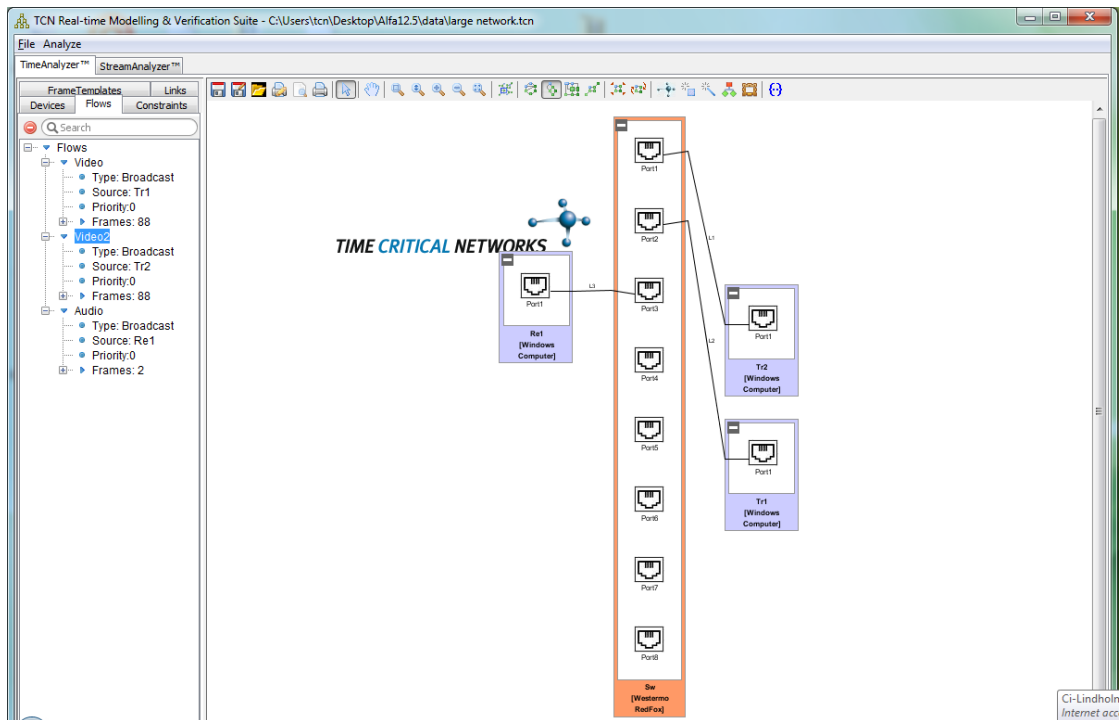 TCN Real-time Modelling & Verification Suite - C:\Users\tcn\Desktop\Alfa12.5\data\large network.tcn
File Analyze
TimeAnalyzer™ StreamAnalyzer™
FrameTemplates Links
Devices Flows Constraints
Search
Flows
Video
Type: Broadcast
Source: Tr1
Priority:0
Frames: 88
Video2
Type: Broadcast
Source: Tr2
Priority:0
Frames: 88
Audio
Type: Broadcast
Source: Re1
Priority:0
Frames: 2
TIME CRITICAL NETWORKS
Port1
Re1
[Windows
Computer]
L3
Port1
Port2
Port3
Port4
Port5
Port6
Port7
Port8
Sw
[Westermo
RedFox]
L1
L2
Port1
Tr2
[Windows
Computer]
Port1
Tr1
[Windows
Computer]
Ci-Lindholn
Internet acc